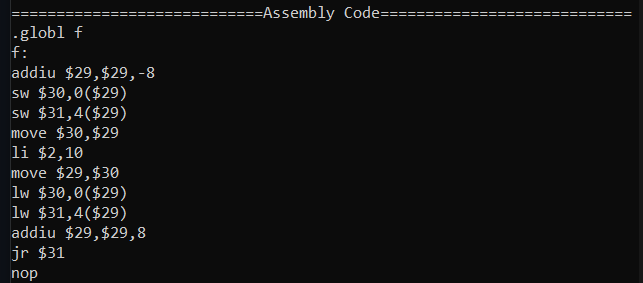 ============================Assembly Code============================
.globl f
f:
addiu $29,$29,-8
sw $30,0($29)
sw $31,4($29)
move $30,$29
li $2,10
move $29,$30
lw $30,0($29)
lw $31,4($29)
addiu $29,$29,8
jr $31
nop